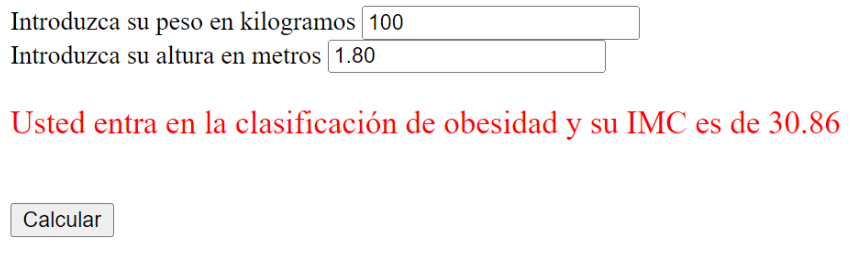 Introduzca su peso en kilogramos 100
Introduzca su altura en metros 1.80
Usted entra en la clasificación de obesidad y su IMC es de 30.86
Calcular